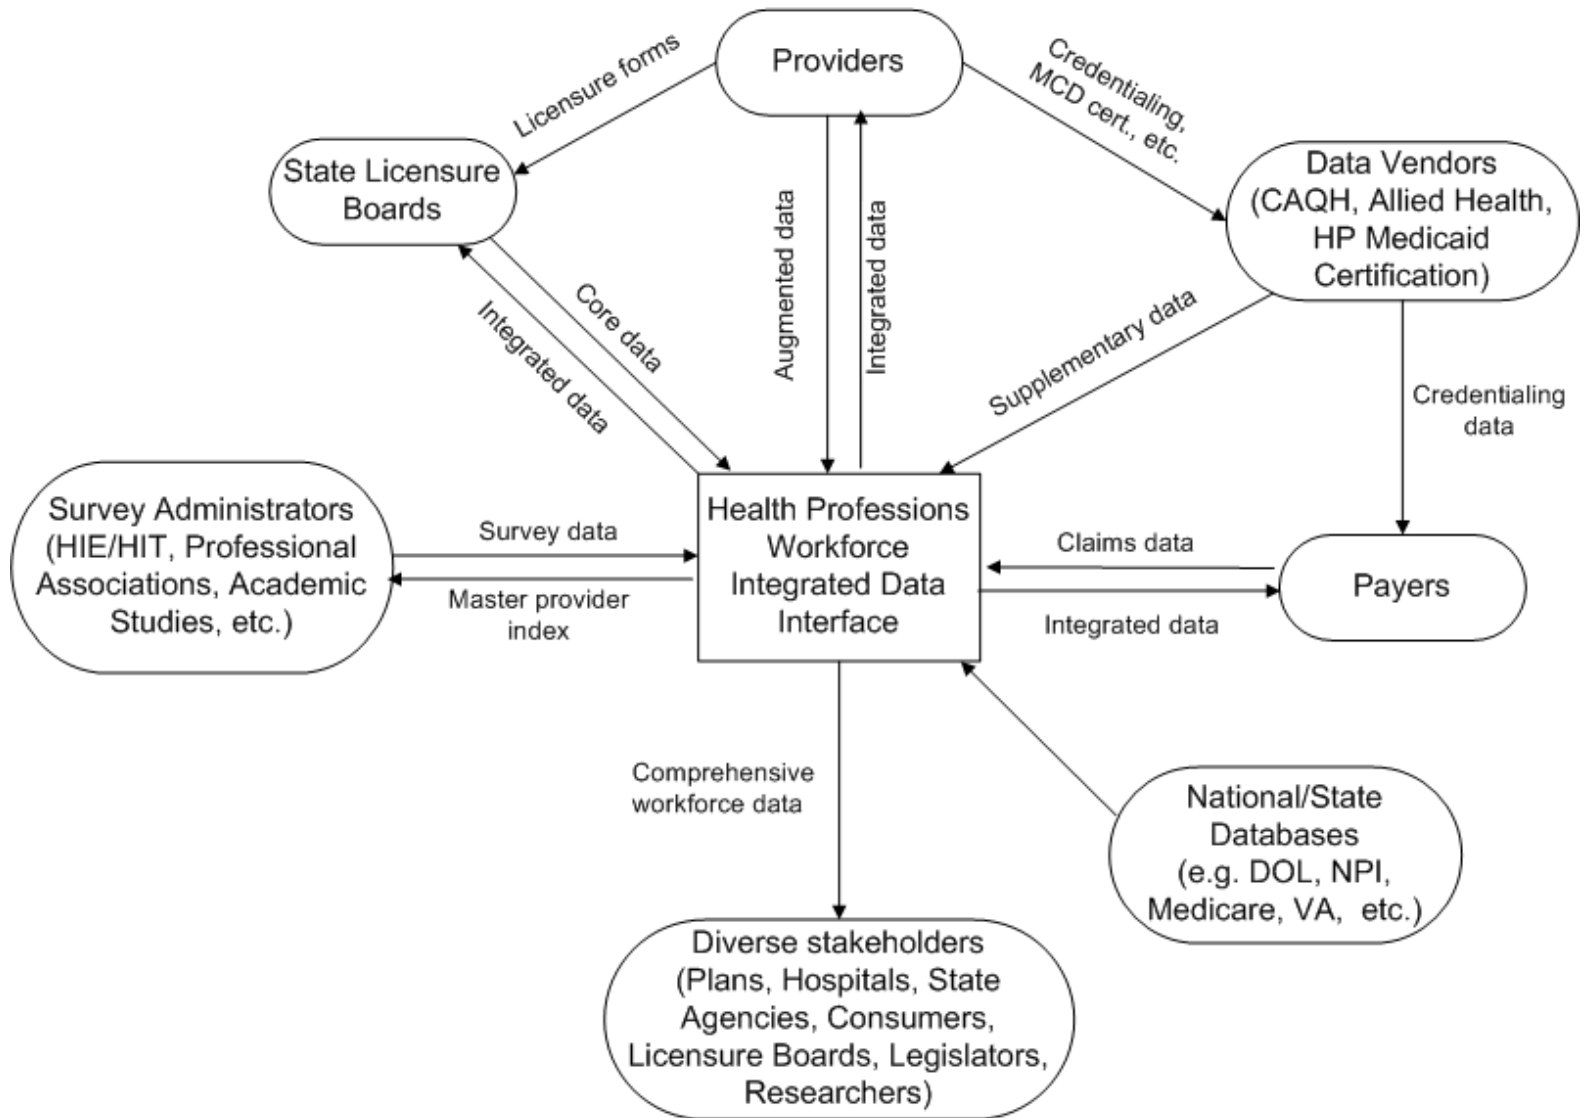 Providers
Licensure forms
Credentialing,
MCD cert., etc.
State Licensure
Boards
Data Vendors
(CAQH, Allied Health,
HP Medicaid
Certification)
Core data
Integrated data
Augmented data
Integrated data
Supplementary data
Credentialing
data
Survey Administrators
(HIE/HIT, Professional
Associations, Academic
Studies, etc.)
Survey data
Master provider
index
Health Professions
Workforce
Integrated Data
Interface
Claims data
Integrated data
Payers
Comprehensive
workforce data
National/State
Databases
(e.g. DOL, NPI,
Medicare, VA, etc.)
Diverse stakeholders
(Plans, Hospitals, State
Agencies, Consumers,
Licensure Boards, Legislators,
Researchers)